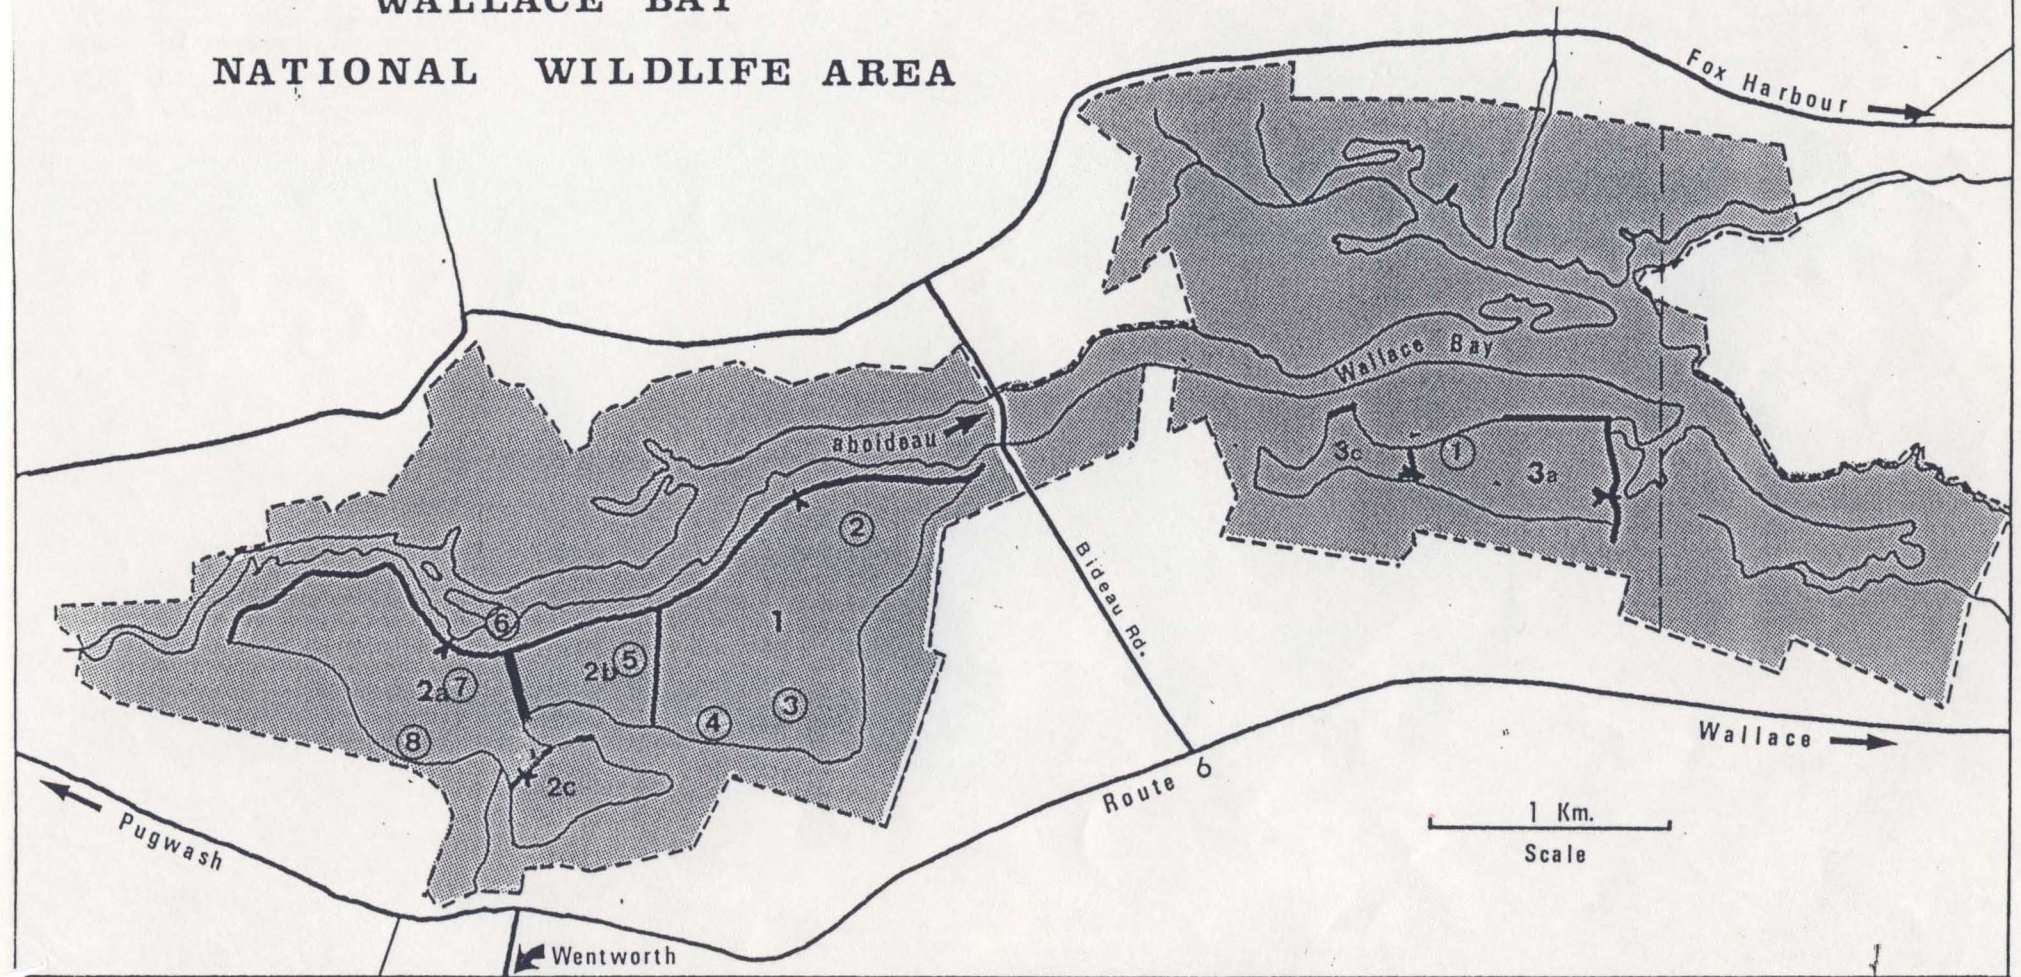 WALLACE BAY
NATIONAL WILDLIFE AREA
Fox Harbour
Wallace Bay
aboideau
3c
1
3a
2
Bideau Rd.
1
6
2b
5
2a
7
3
4
8
2c
Wallace
Route 6
1 Km.
Scale
Pugwash
Wentworth